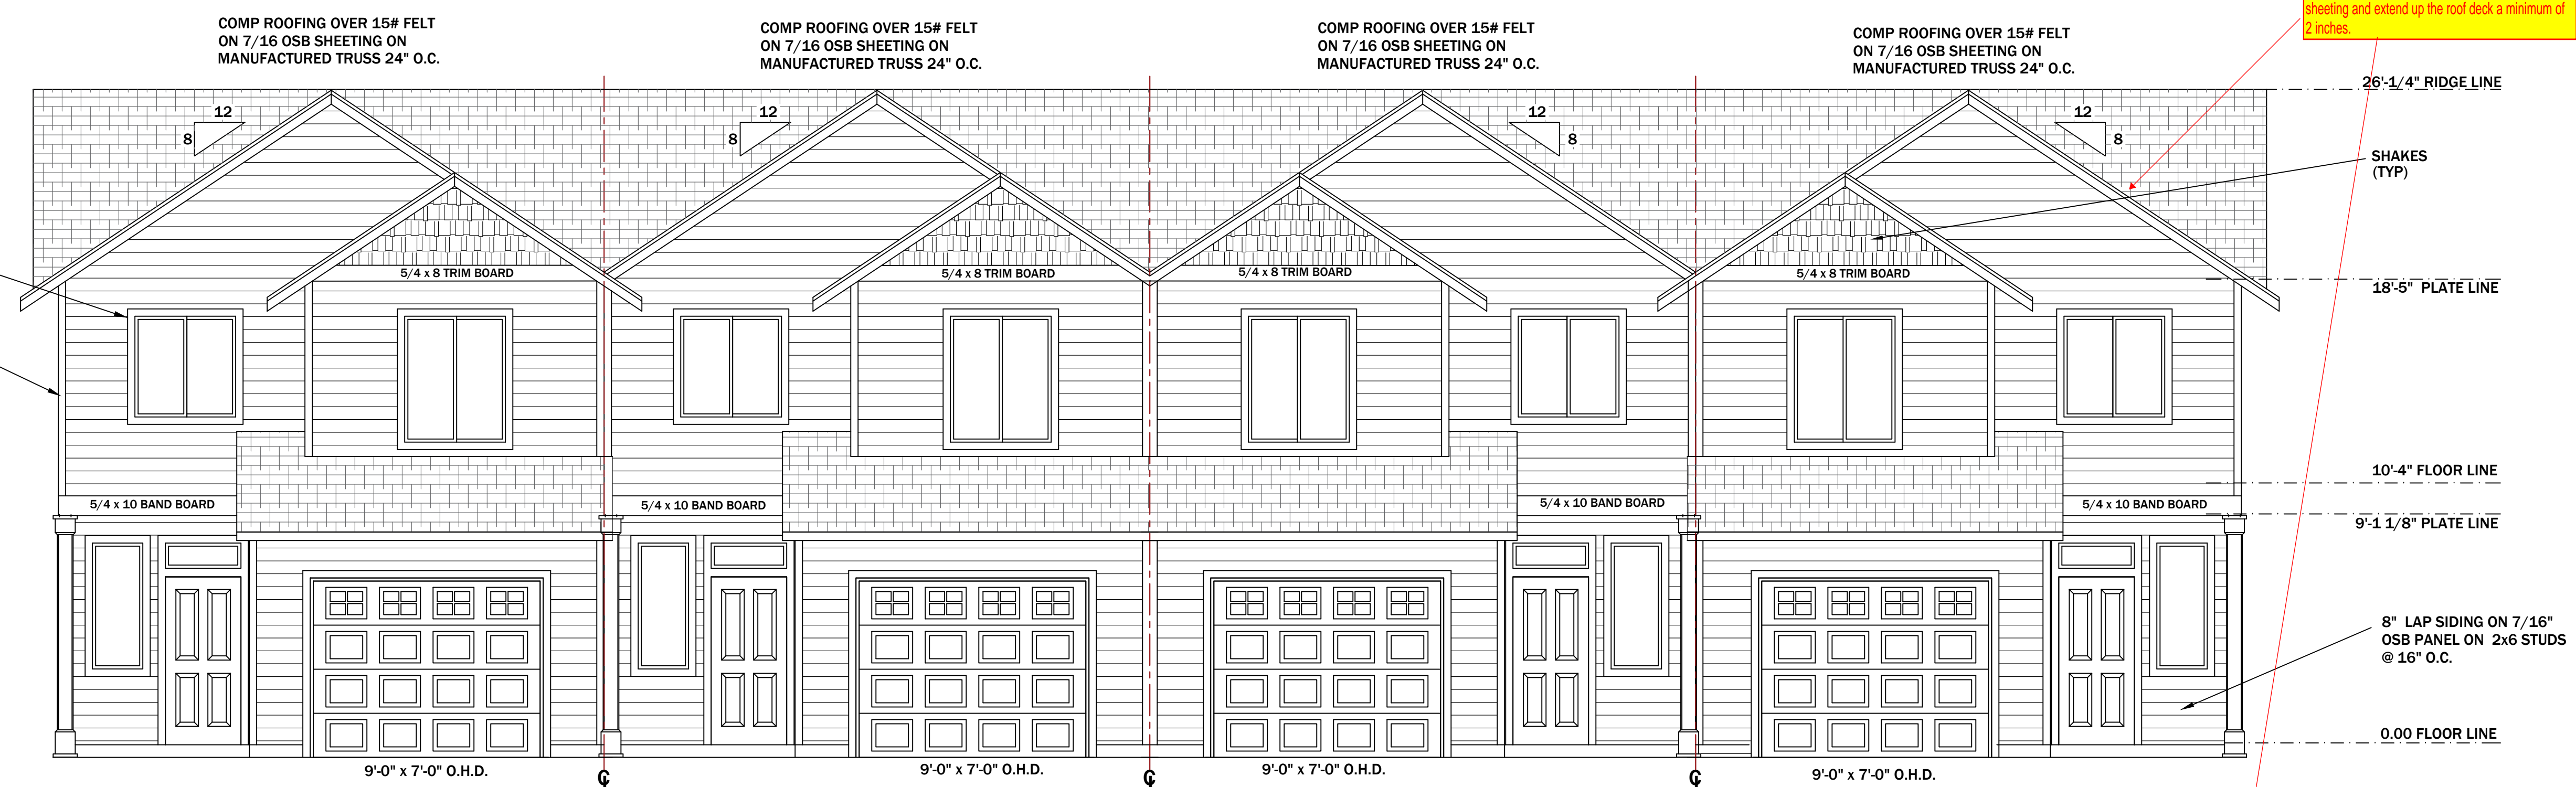 COMP ROOFING OVER 15# FELT
ON 7/16 OSB SHEETING ON
MANUFACTURED TRUSS 24" O.C.
COMP ROOFING OVER 15# FELT
ON 7/16 OSB SHEETING ON
MANUFACTURED TRUSS 24" O.C.
COMP ROOFING OVER 15# FELT
ON 7/16 OSB SHEETING ON
MANUFACTURED TRUSS 24" O.C.
COMP ROOFING OVER 15# FELT
ON 7/16 OSB SHEETING ON
MANUFACTURED TRUSS 24" O.C.
sheeting and extend up the roof deck a minimum of
2 inches.
26'-1/4" RIDGE LINE
12
8
12
8
12
8
12
8
SHAKES
(TYP)
5/4 x 8 TRIM BOARD
5/4 x 8 TRIM BOARD
5/4 x 8 TRIM BOARD
5/4 x 8 TRIM BOARD
18'-5" PLATE LINE
10'-4" FLOOR LINE
5/4 x 10 BAND BOARD
5/4 x 10 BAND BOARD
5/4 x 10 BAND BOARD
5/4 x 10 BAND BOARD
9'-1 1/8" PLATE LINE
8" LAP SIDING ON 7/16"
OSB PANEL ON 2x6 STUDS
@ 16" O.C.
0.00 FLOOR LINE
9'-0" x 7'-0" O.H.D.
9'-0" x 7'-0" O.H.D.
9'-0" x 7'-0" O.H.D.
9'-0" x 7'-0" O.H.D.
℄
℄
℄